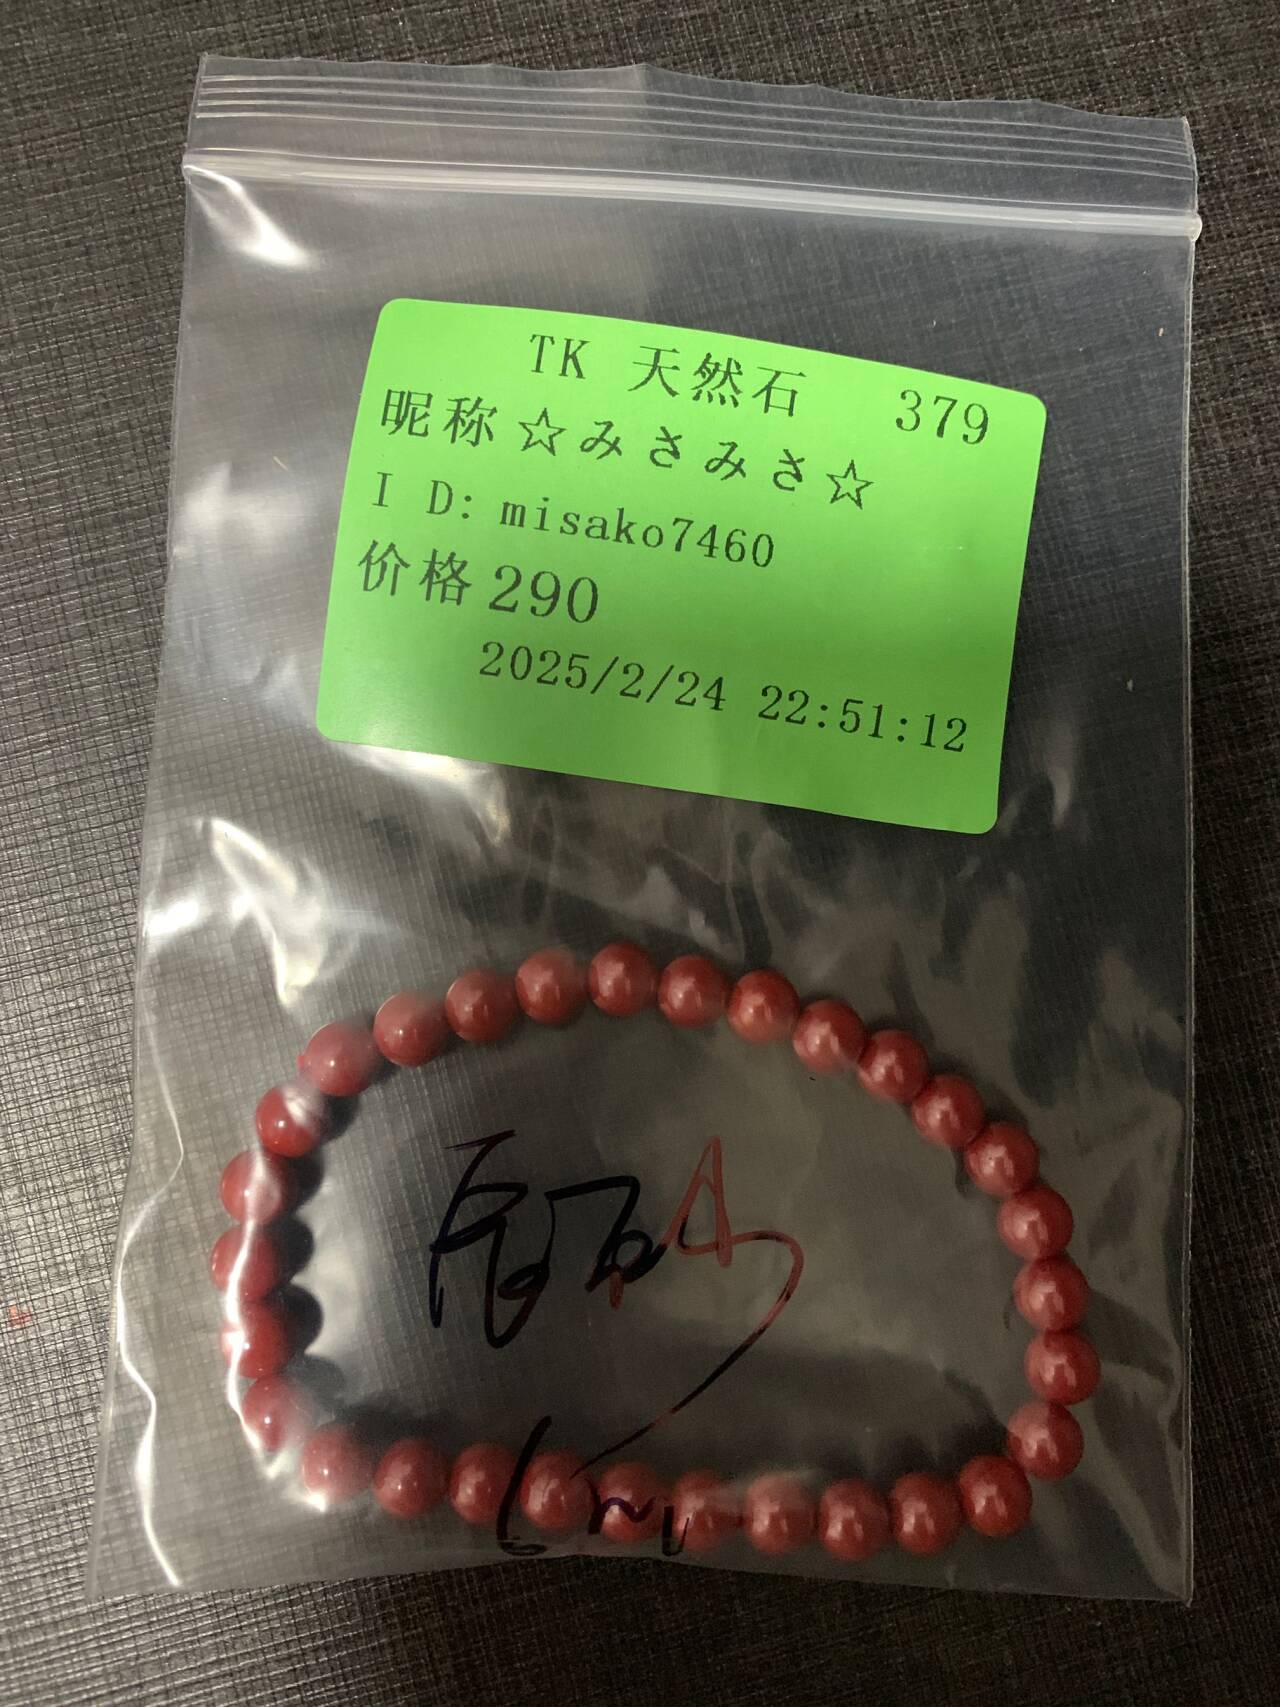 TK 天然石 379
昵称☆みさみさ☆
I D: misako7460
价格290
2025/2/24 22:51:12